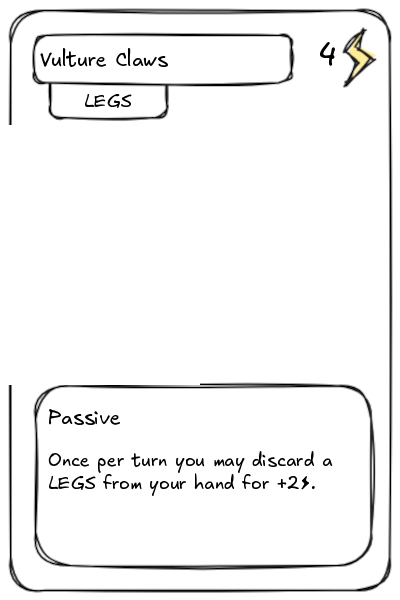 Vulture Claws
4⚡
LEGS
Passive
Once per turn you may discard a
LEGS from your hand for +2⚡.